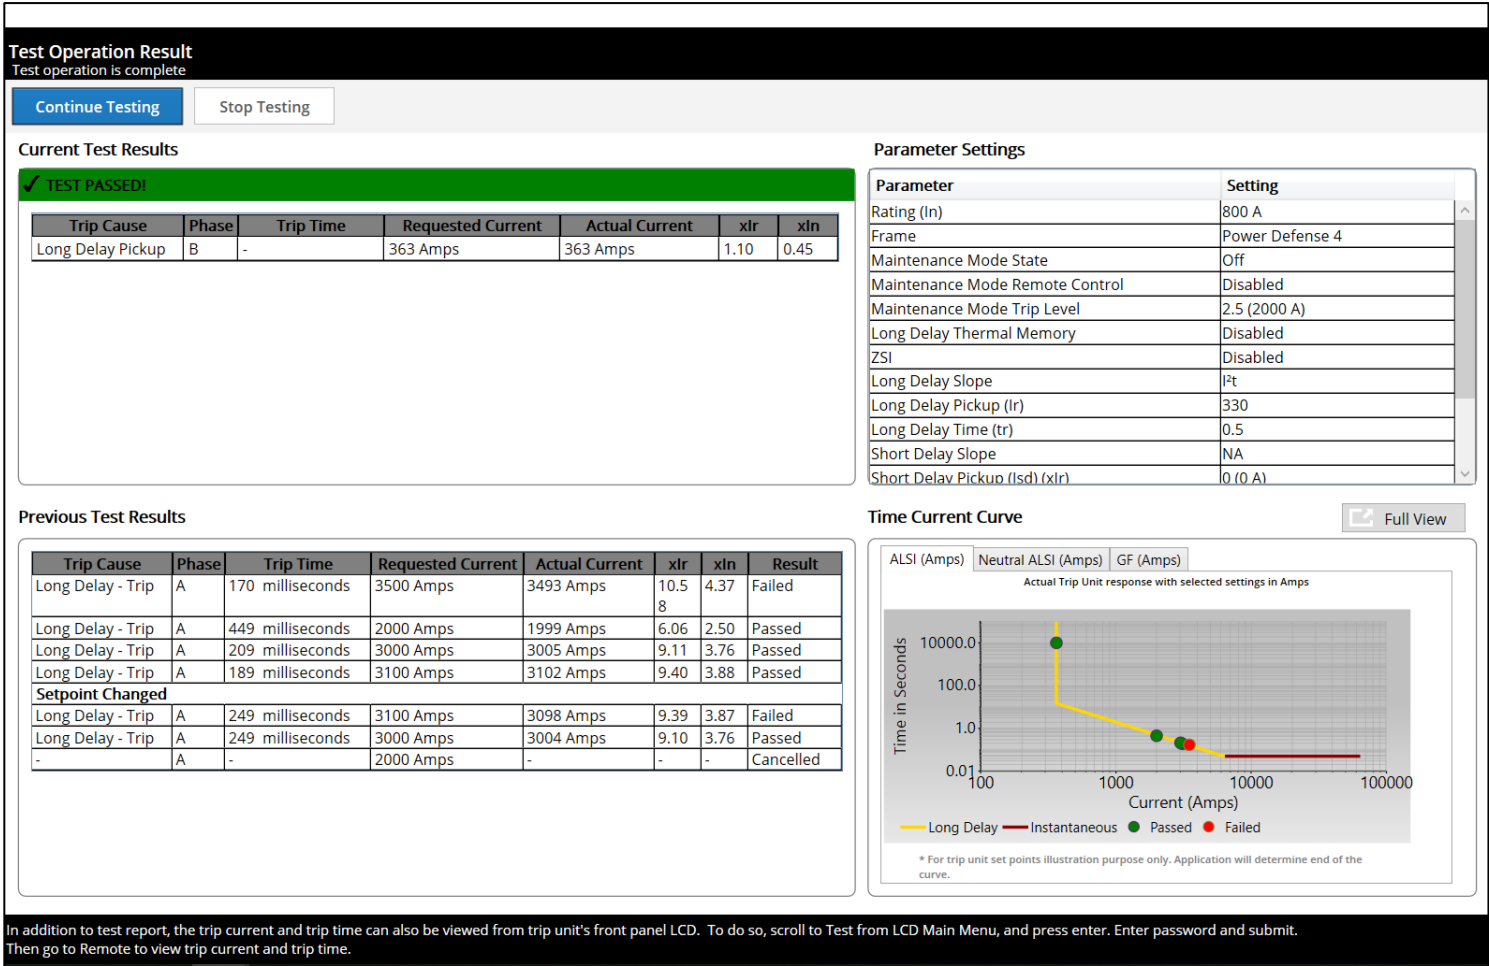 Test Operation Result
Test operation is complete
Continue Testing
Stop Testing
Current Test Results
✓ TEST PASSED!
Trip Cause Phase Trip Time Requested Current Actual Current xIr xIn
Long Delay Pickup B - 363 Amps 363 Amps 1.10 0.45
Parameter Settings
Parameter Setting
Rating (In) 800 A
Frame Power Defense 4
Maintenance Mode State Off
Maintenance Mode Remote Control Disabled
Maintenance Mode Trip Level 2.5 (2000 A)
Long Delay Thermal Memory Disabled
ZSI Disabled
Long Delay Slope I²t
Long Delay Pickup (Ir) 330
Long Delay Time (tr) 0.5
Short Delay Slope NA
Short Delay Pickup (Isd) (xIr) 0 (0 A)
Previous Test Results
Trip Cause Phase Trip Time Requested Current Actual Current xIr xIn Result
Long Delay - Trip A 170 milliseconds 3500 Amps 3493 Amps 10.5 4.37 Failed
8
Long Delay - Trip A 449 milliseconds 2000 Amps 1999 Amps 6.06 2.50 Passed
Long Delay - Trip A 209 milliseconds 3000 Amps 3005 Amps 9.11 3.76 Passed
Long Delay - Trip A 189 milliseconds 3100 Amps 3102 Amps 9.40 3.88 Passed
Setpoint Changed
Long Delay - Trip A 249 milliseconds 3100 Amps 3098 Amps 9.39 3.87 Failed
Long Delay - Trip A 249 milliseconds 3000 Amps 3004 Amps 9.10 3.76 Passed
- A - 2000 Amps - - - Cancelled
Time Current Curve
Full View
ALSI (Amps) Neutral ALSI (Amps) GF (Amps)
Actual Trip Unit response with selected settings in Amps
Time in Seconds
10000.0
100.0
1.0
0.01
100 1000 10000 100000
Current (Amps)
Long Delay Instantaneous Passed Failed
* For trip unit set points illustration purpose only. Application will determine end of the
curve.
In addition to test report, the trip current and trip time can also be viewed from trip unit's front panel LCD. To do so, scroll to Test from LCD Main Menu, and press enter. Enter password and submit.
Then go to Remote to view trip current and trip time.